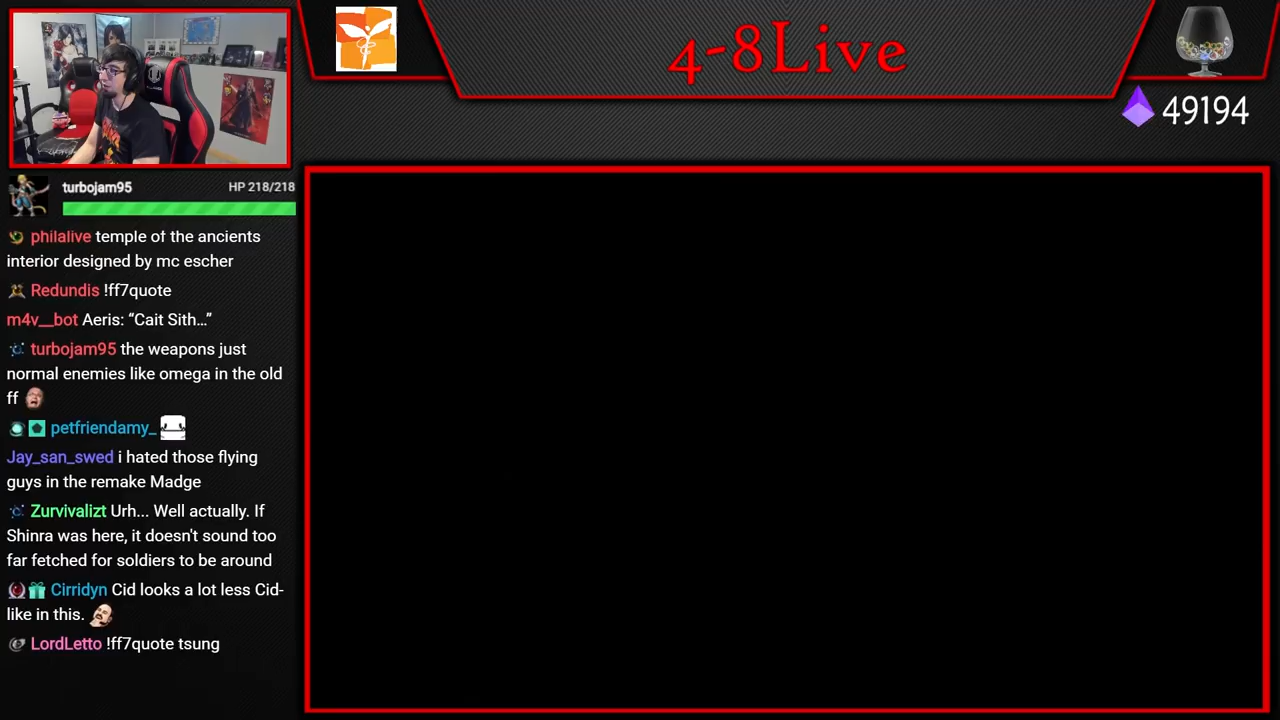 4-8Live
49194
turbojam95 HP 218/218
philalive temple of the ancients
interior designed by mc escher
Redundis !ff7quote
m4v__bot Aeris: “Cait Sith…”
turbojam95 the weapons just
normal enemies like omega in the old
ff
petfriendamy_
Jay_san_swed i hated those flying
guys in the remake Madge
Zurvivalizt Urh... Well actually. If
Shinra was here, it doesn't sound too
far fetched for soldiers to be around
Cirridyn Cid looks a lot less Cid-
like in this.
LordLetto !ff7quote tsung